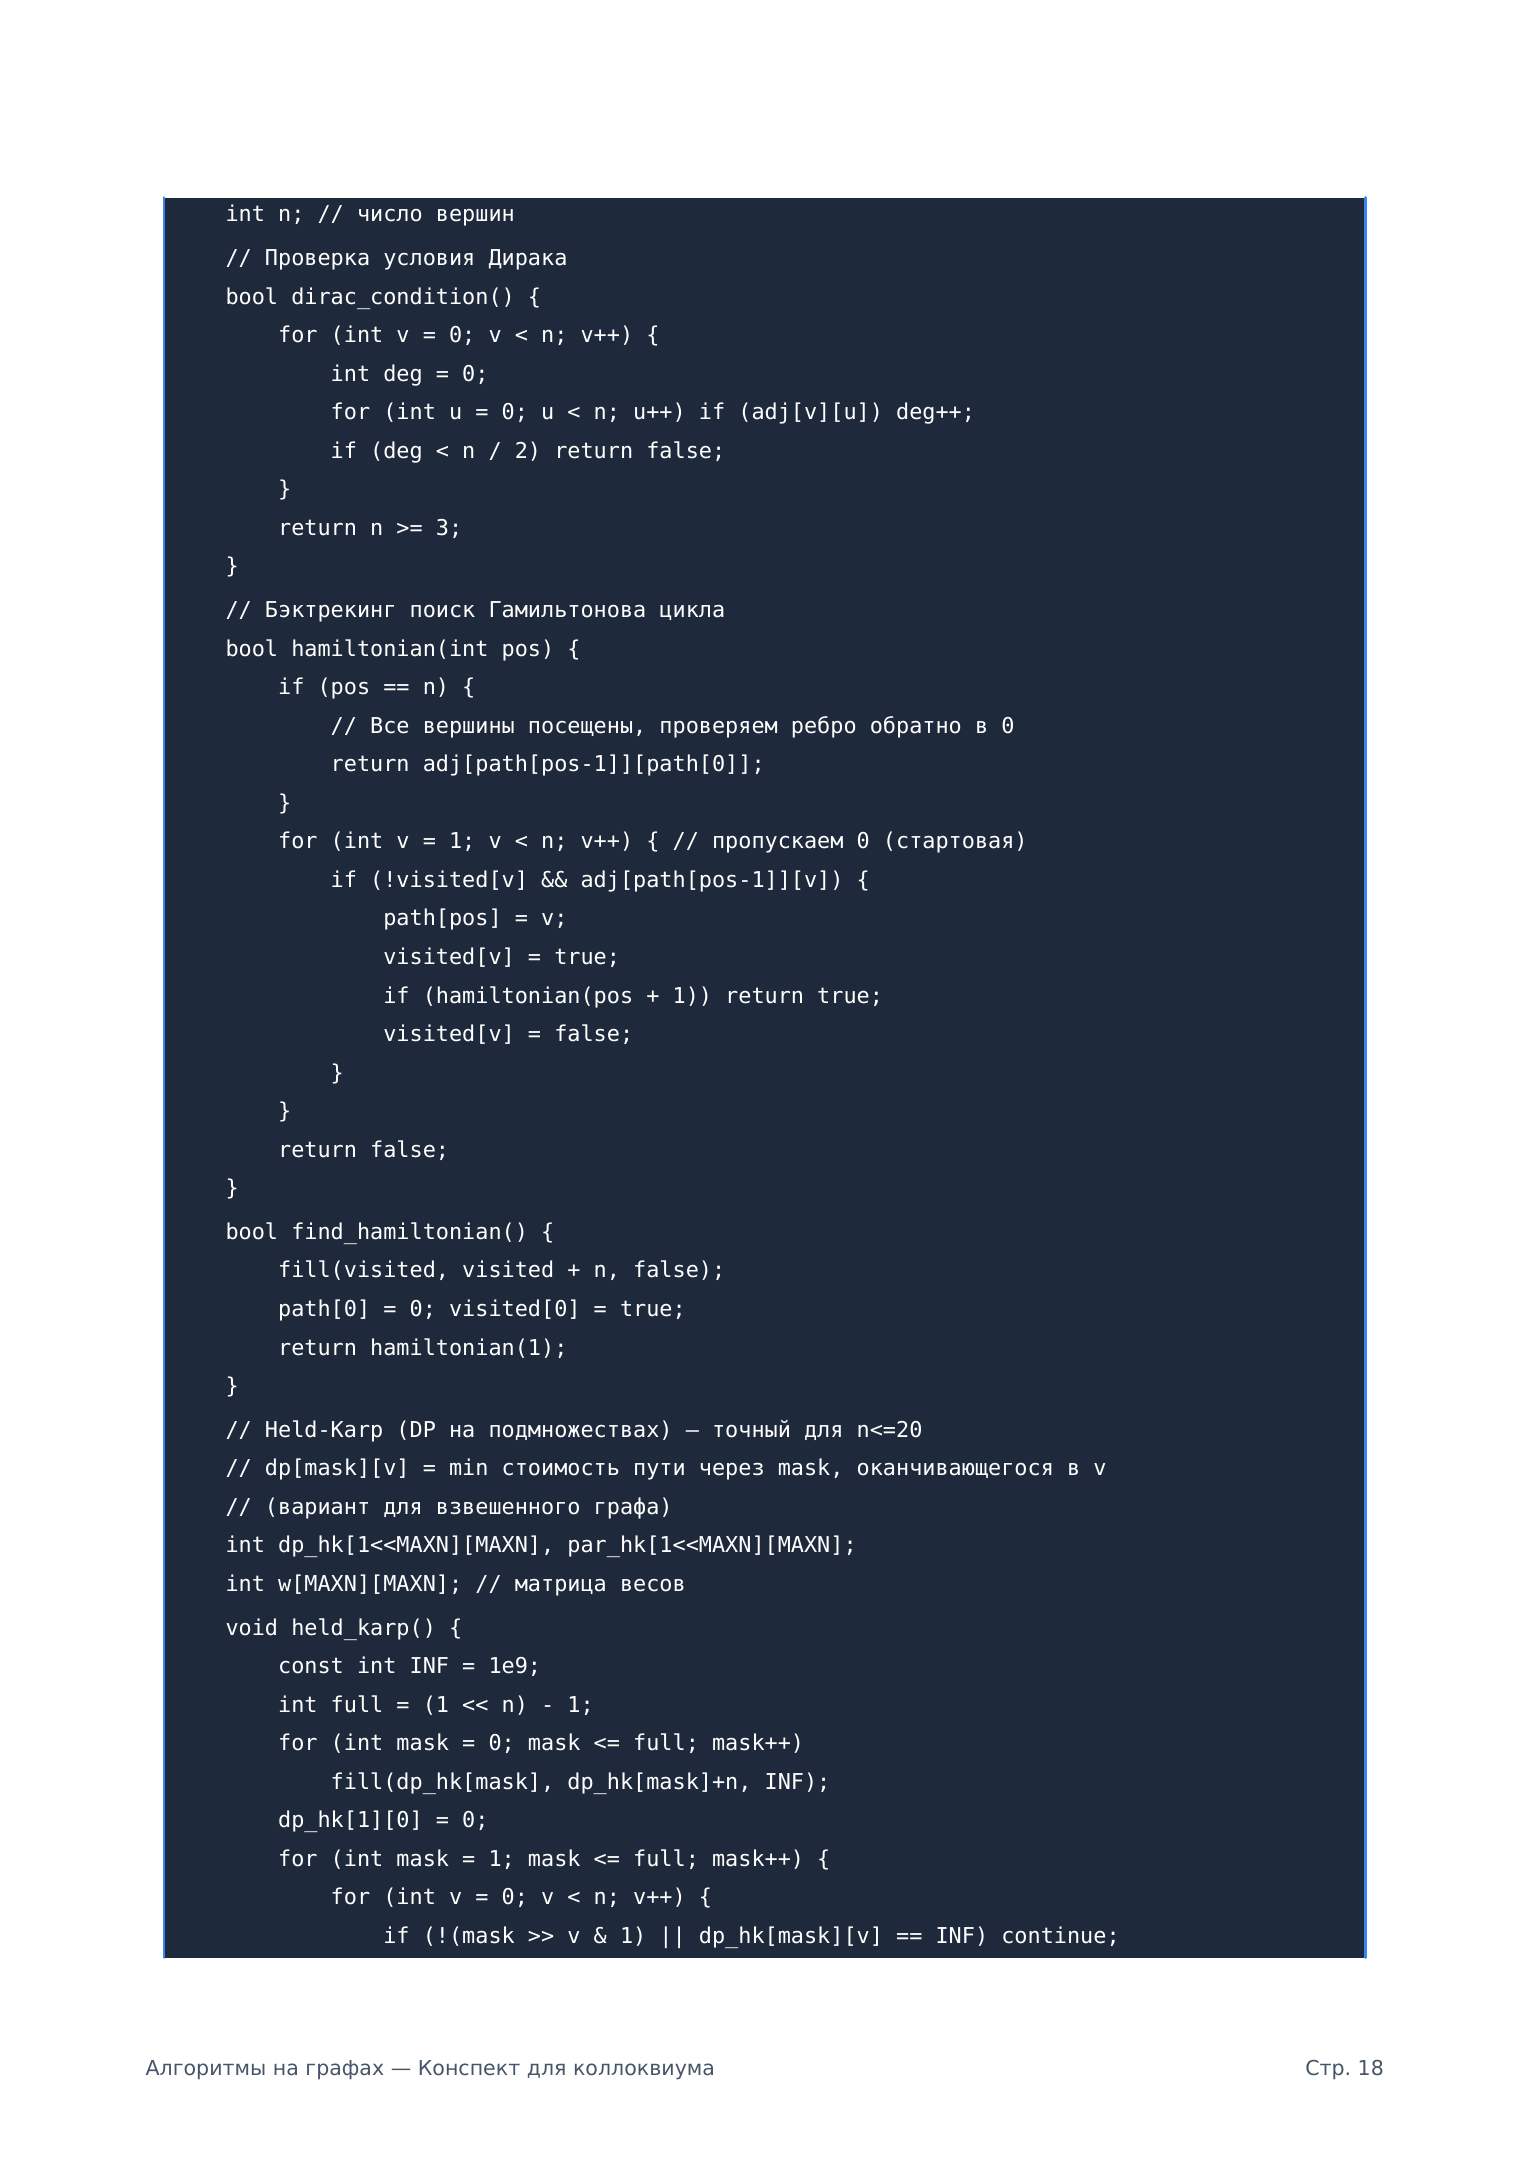 int n; // число вершин
// Проверка условия Дирака
bool dirac_condition() {
    for (int v = 0; v < n; v++) {
        int deg = 0;
        for (int u = 0; u < n; u++) if (adj[v][u]) deg++;
        if (deg < n / 2) return false;
    }
    return n >= 3;
}
// Бэктрекинг поиск Гамильтонова цикла
bool hamiltonian(int pos) {
    if (pos == n) {
        // Все вершины посещены, проверяем ребро обратно в 0
        return adj[path[pos-1]][path[0]];
    }
    for (int v = 1; v < n; v++) { // пропускаем 0 (стартовая)
        if (!visited[v] && adj[path[pos-1]][v]) {
            path[pos] = v;
            visited[v] = true;
            if (hamiltonian(pos + 1)) return true;
            visited[v] = false;
        }
    }
    return false;
}
bool find_hamiltonian() {
    fill(visited, visited + n, false);
    path[0] = 0; visited[0] = true;
    return hamiltonian(1);
}
// Held-Karp (DP на подмножествах) — точный для n<=20
// dp[mask][v] = min стоимость пути через mask, оканчивающегося в v
// (вариант для взвешенного графа)
int dp_hk[1<<MAXN][MAXN], par_hk[1<<MAXN][MAXN];
int w[MAXN][MAXN]; // матрица весов
void held_karp() {
    const int INF = 1e9;
    int full = (1 << n) - 1;
    for (int mask = 0; mask <= full; mask++)
        fill(dp_hk[mask], dp_hk[mask]+n, INF);
    dp_hk[1][0] = 0;
    for (int mask = 1; mask <= full; mask++) {
        for (int v = 0; v < n; v++) {
            if (!(mask >> v & 1) || dp_hk[mask][v] == INF) continue;
Алгоритмы на графах — Конспект для коллоквиума
Стр. 18